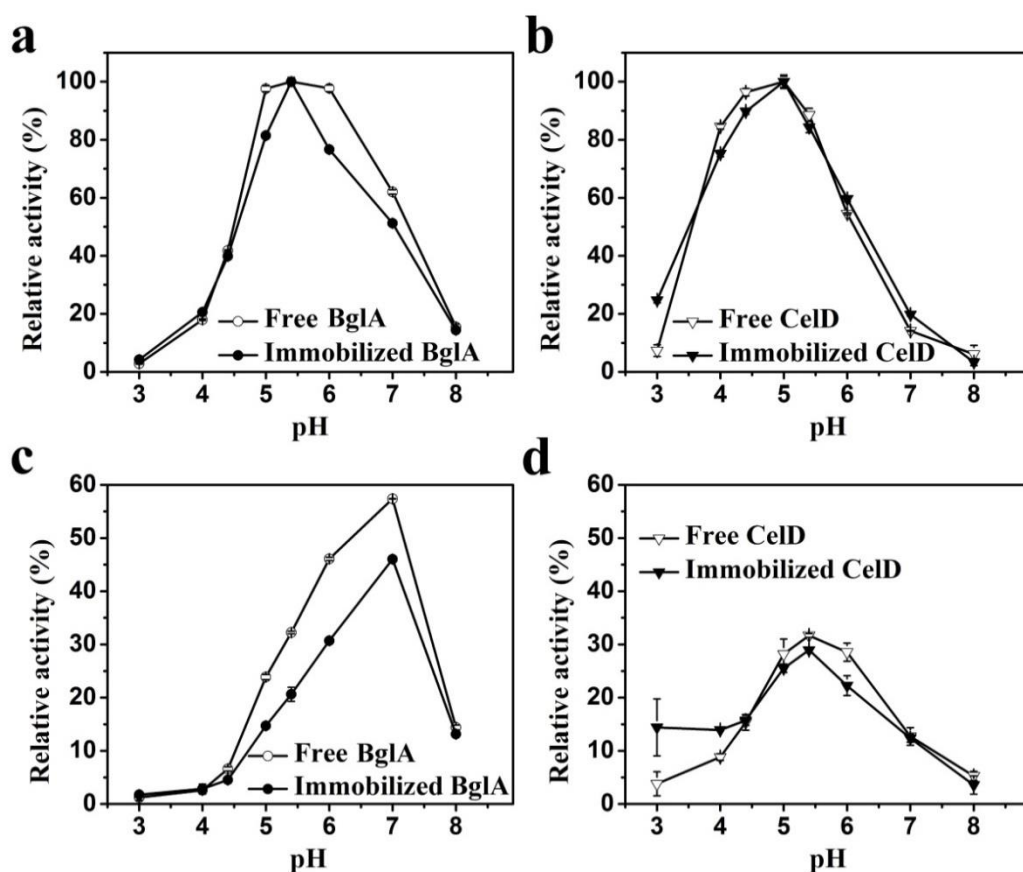 a
Relative activity (%)
100
80
60
40
20
0
Free BglA
Immobilized BglA
3 4 5 6 7 8
pH
b
Relative activity (%)
100
80
60
40
20
0
Free CelD
Immobilized CelD
3 4 5 6 7 8
pH
c
Relative activity (%)
60
50
40
30
20
10
0
Free BglA
Immobilized BglA
3 4 5 6 7 8
pH
d
Relative activity (%)
60
50
40
30
20
10
0
Free CelD
Immobilized CelD
3 4 5 6 7 8
pH